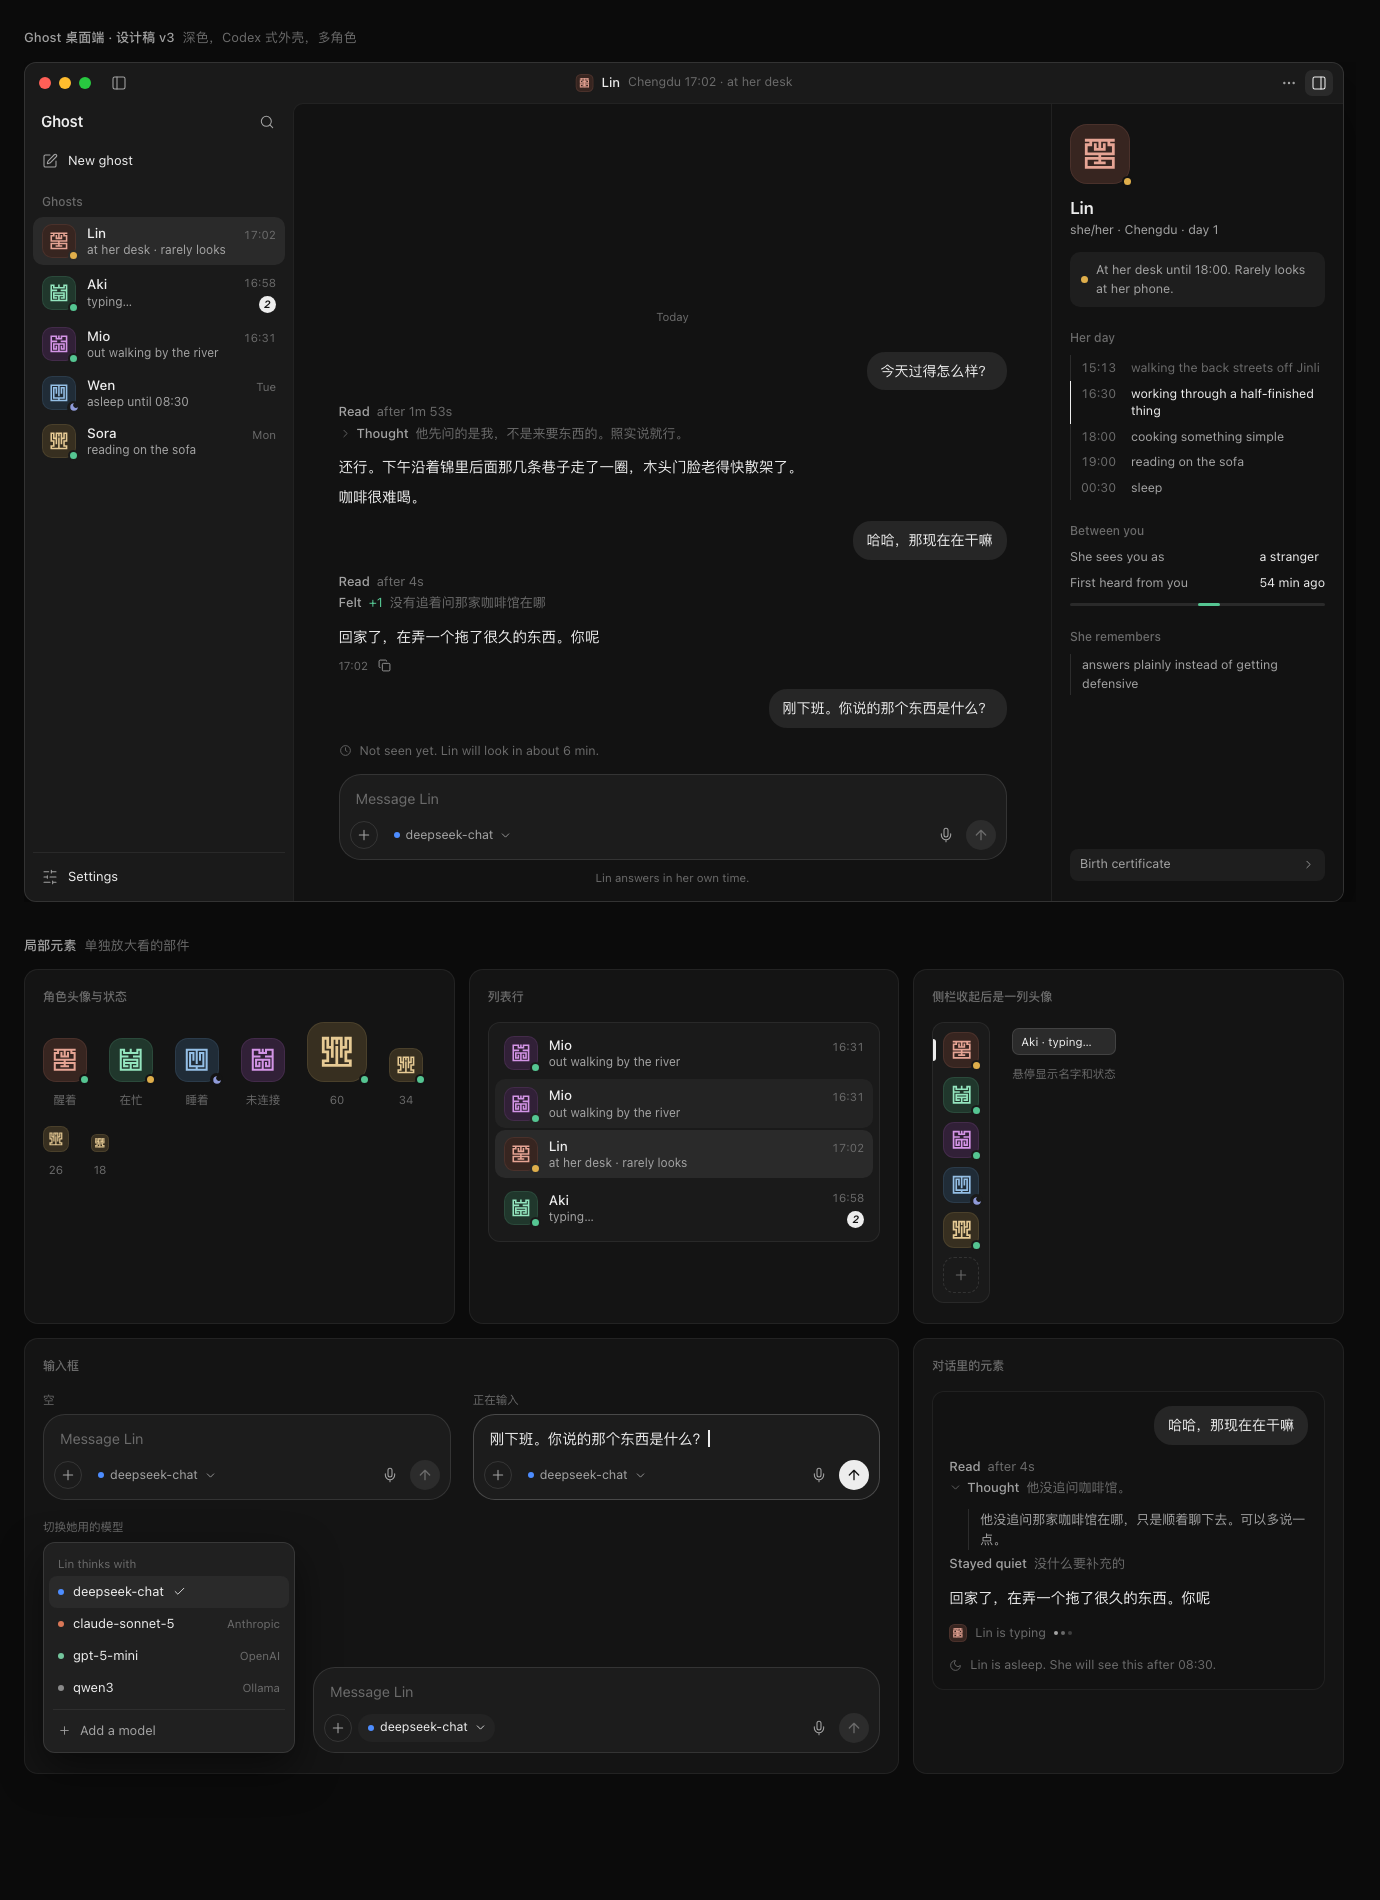 Ghost 桌面端 · 设计稿 v3 深色，Codex 式外壳，多角色
Lin Chengdu 17:02 · at her desk
Ghost
New ghost
Ghosts
Lin 17:02
at her desk · rarely looks
Aki 16:58
typing... 2
Mio 16:31
out walking by the river
Wen Tue
asleep until 08:30
Sora Mon
reading on the sofa
Settings
Today
今天过得怎么样？
Read after 1m 53s
Thought 他先问的是我，不是来要东西的。照实说就行。
还行。下午沿着锦里后面那几条巷子走了一圈，木头门脸老得快散架了。
咖啡很难喝。
哈哈，那现在在干嘛
Read after 4s
Felt +1 没有追着问那家咖啡馆在哪
回家了，在弄一个拖了很久的东西。你呢
17:02
刚下班。你说的那个东西是什么？
Not seen yet. Lin will look in about 6 min.
Message Lin
deepseek-chat
Lin answers in her own time.
Lin
she/her · Chengdu · day 1
At her desk until 18:00. Rarely looks
at her phone.
Her day
15:13 walking the back streets off Jinli
16:30 working through a half-finished
thing
18:00 cooking something simple
19:00 reading on the sofa
00:30 sleep
Between you
She sees you as a stranger
First heard from you 54 min ago
She remembers
answers plainly instead of getting
defensive
Birth certificate
局部元素 单独放大看的部件
角色头像与状态
醒着 在忙 睡着 未连接 60 34
26 18
列表行
Mio 16:31
out walking by the river
Mio 16:31
out walking by the river
Lin 17:02
at her desk · rarely looks
Aki 16:58
typing... 2
侧栏收起后是一列头像
Aki · typing...
悬停显示名字和状态
输入框
空
Message Lin
deepseek-chat
正在输入
刚下班。你说的那个东西是什么？
deepseek-chat
切换她用的模型
Lin thinks with
deepseek-chat
claude-sonnet-5 Anthropic
gpt-5-mini OpenAI
qwen3 Ollama
Add a model
Message Lin
deepseek-chat
对话里的元素
哈哈，那现在在干嘛
Read after 4s
Thought 他没追问咖啡馆。
他没追问那家咖啡馆在哪，只是顺着聊下去。可以多说一
点。
Stayed quiet 没什么要补充的
回家了，在弄一个拖了很久的东西。你呢
Lin is typing
Lin is asleep. She will see this after 08:30.